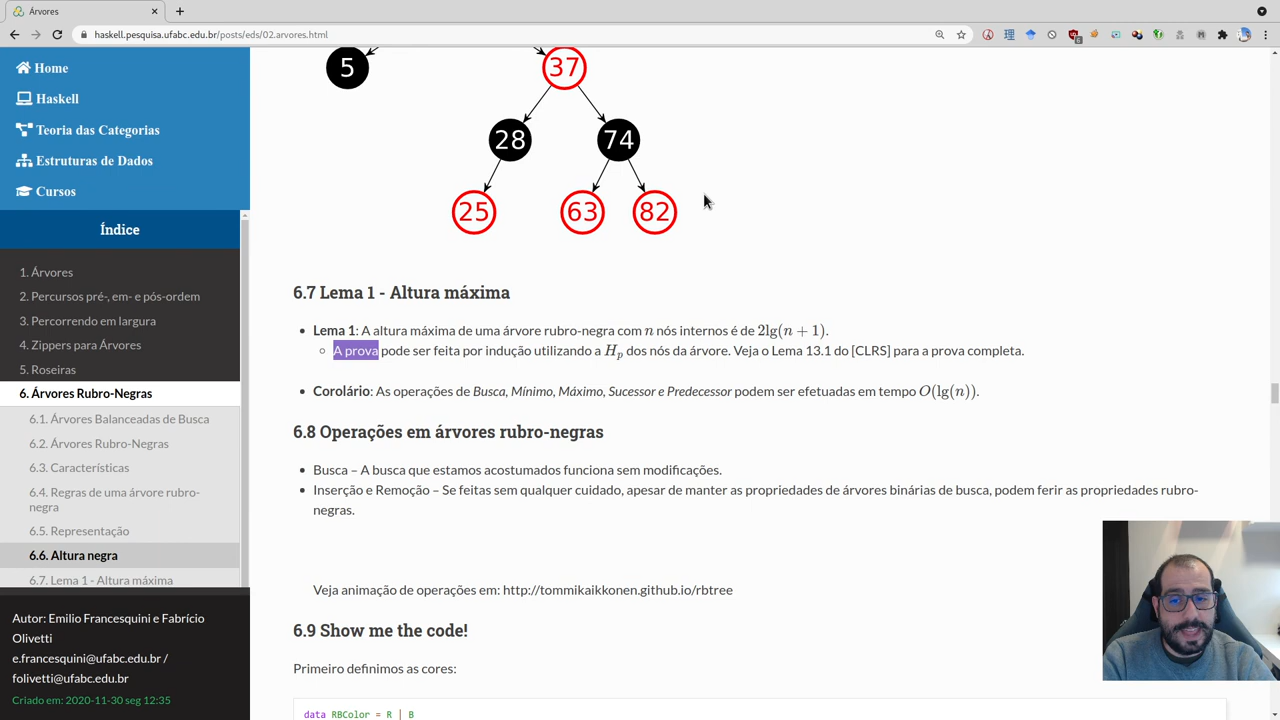 Árvores
haskell.pesquisa.ufabc.edu.br/posts/eds/02.arvores.html
Home
Haskell
Teoria das Categorias
Estruturas de Dados
Cursos
Índice
1. Árvores
2. Percursos pré-, em- e pós-ordem
3. Percorrendo em largura
4. Zippers para Árvores
5. Roseiras
6. Árvores Rubro-Negras
6.1. Árvores Balanceadas de Busca
6.2. Árvores Rubro-Negras
6.3. Características
6.4. Regras de uma árvore rubro-
negra
6.5. Representação
6.6. Altura negra
6.7. Lema 1 - Altura máxima
Autor: Emilio Francesquini e Fabrício
Olivetti
e.francesquini@ufabc.edu.br /
folivetti@ufabc.edu.br
Criado em: 2020-11-30 seg 12:35
5 37
28 74
25 63 82
6.7 Lema 1 - Altura máxima
Lema 1: A altura máxima de uma árvore rubro-negra com n nós internos é de 2lg(n + 1).
A prova pode ser feita por indução utilizando a Hp dos nós da árvore. Veja o Lema 13.1 do [CLRS] para a prova completa.
Corolário: As operações de Busca, Mínimo, Máximo, Sucessor e Predecessor podem ser efetuadas em tempo O(lg(n)).
6.8 Operações em árvores rubro-negras
Busca – A busca que estamos acostumados funciona sem modificações.
Inserção e Remoção – Se feitas sem qualquer cuidado, apesar de manter as propriedades de árvores binárias de busca, podem ferir as propriedades rubro-
negras.
Veja animação de operações em: http://tommikaikkonen.github.io/rbtree
6.9 Show me the code!
Primeiro definimos as cores:
data RBColor = R | B